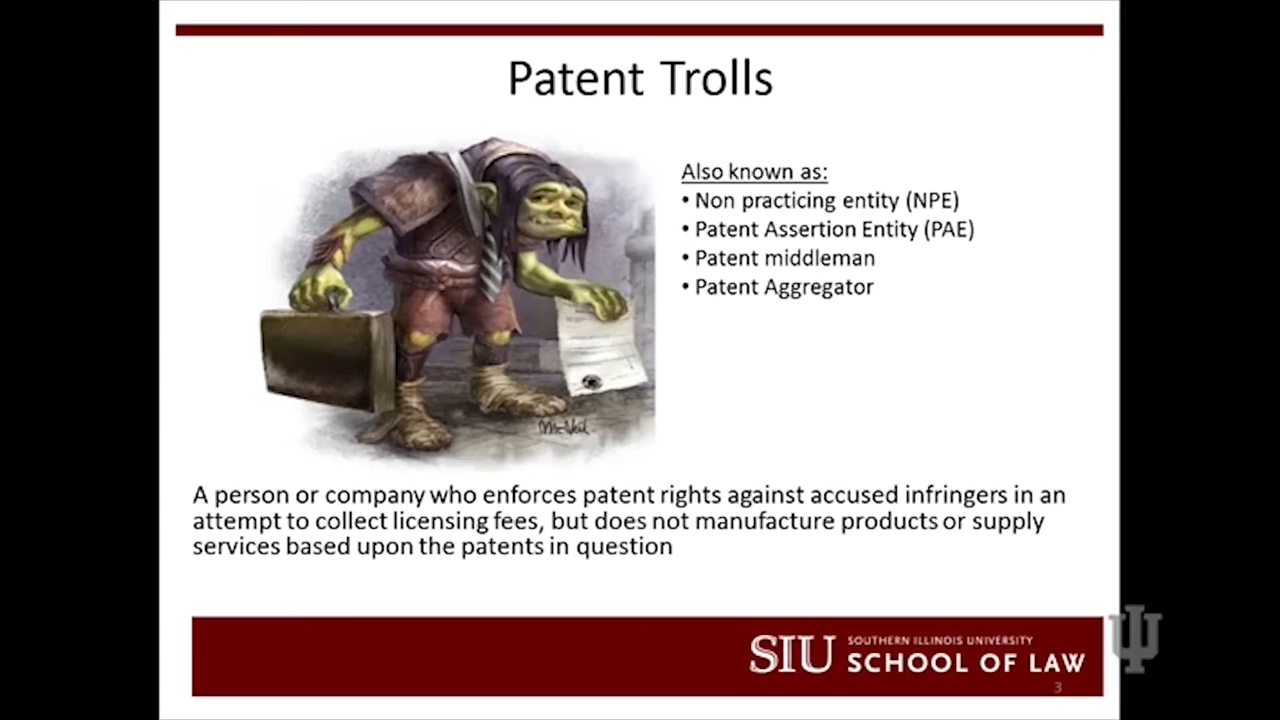 Patent Trolls
Also known as:
• Non practicing entity (NPE)
• Patent Assertion Entity (PAE)
• Patent middleman
• Patent Aggregator
MacNeil
A person or company who enforces patent rights against accused infringers in an
attempt to collect licensing fees, but does not manufacture products or supply
services based upon the patents in question
SIU
SOUTHERN ILLINOIS UNIVERSITY
SCHOOL OF LAW
3